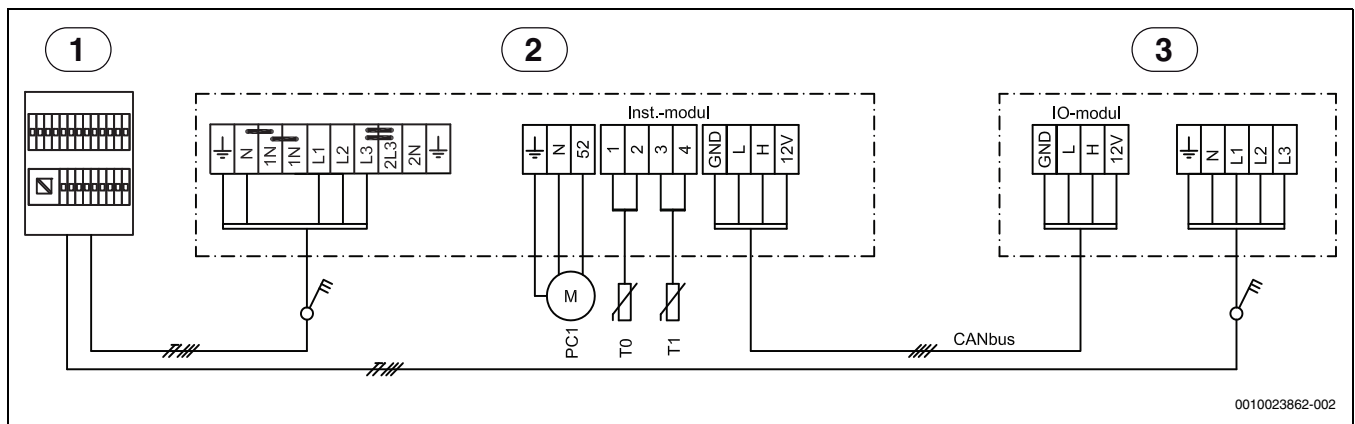 1
2
3
Inst.-modul
IO-modul
N
1N
1N
L1
L2
L3
2L3
2N
N
52
1
2
3
4
GND
L
H
12V
GND
L
H
12V
N
L1
L2
L3
M
PC1
T0
T1
CANbus
0010023862-002